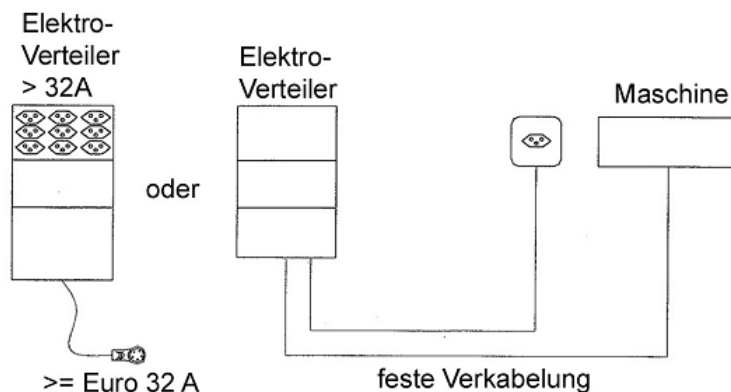 Elektro-
Verteiler
> 32A
oder
>= Euro 32 A
Elektro-
Verteiler
Maschine
feste Verkabelung